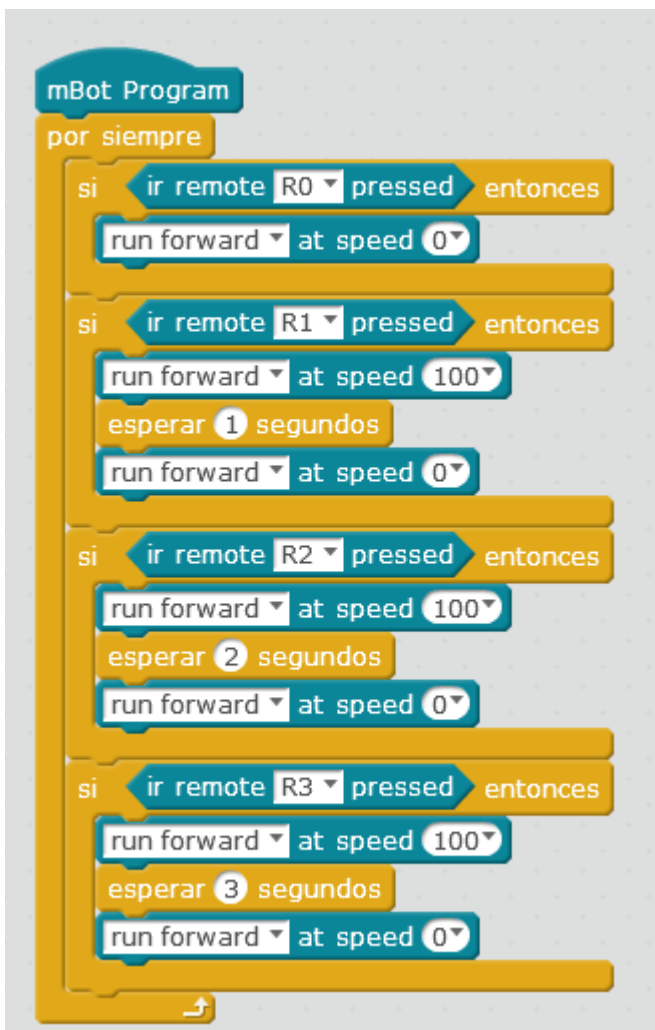 mBot Program
por siempre
si ir remote R0 pressed entonces
run forward at speed 0
si ir remote R1 pressed entonces
run forward at speed 100
esperar 1 segundos
run forward at speed 0
si ir remote R2 pressed entonces
run forward at speed 100
esperar 2 segundos
run forward at speed 0
si ir remote R3 pressed entonces
run forward at speed 100
esperar 3 segundos
run forward at speed 0